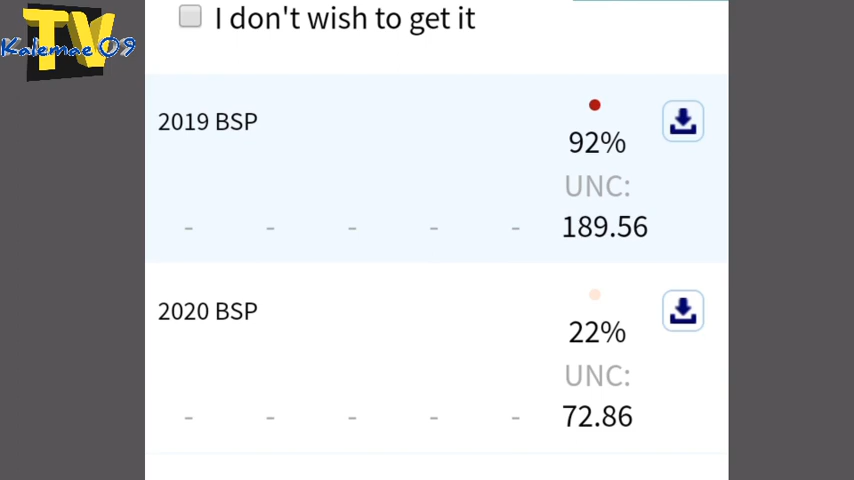 TV
Kalemae 09
I don't wish to get it
2019 BSP
92%
UNC:
- - - - - 189.56
2020 BSP
22%
UNC:
- - - - - 72.86